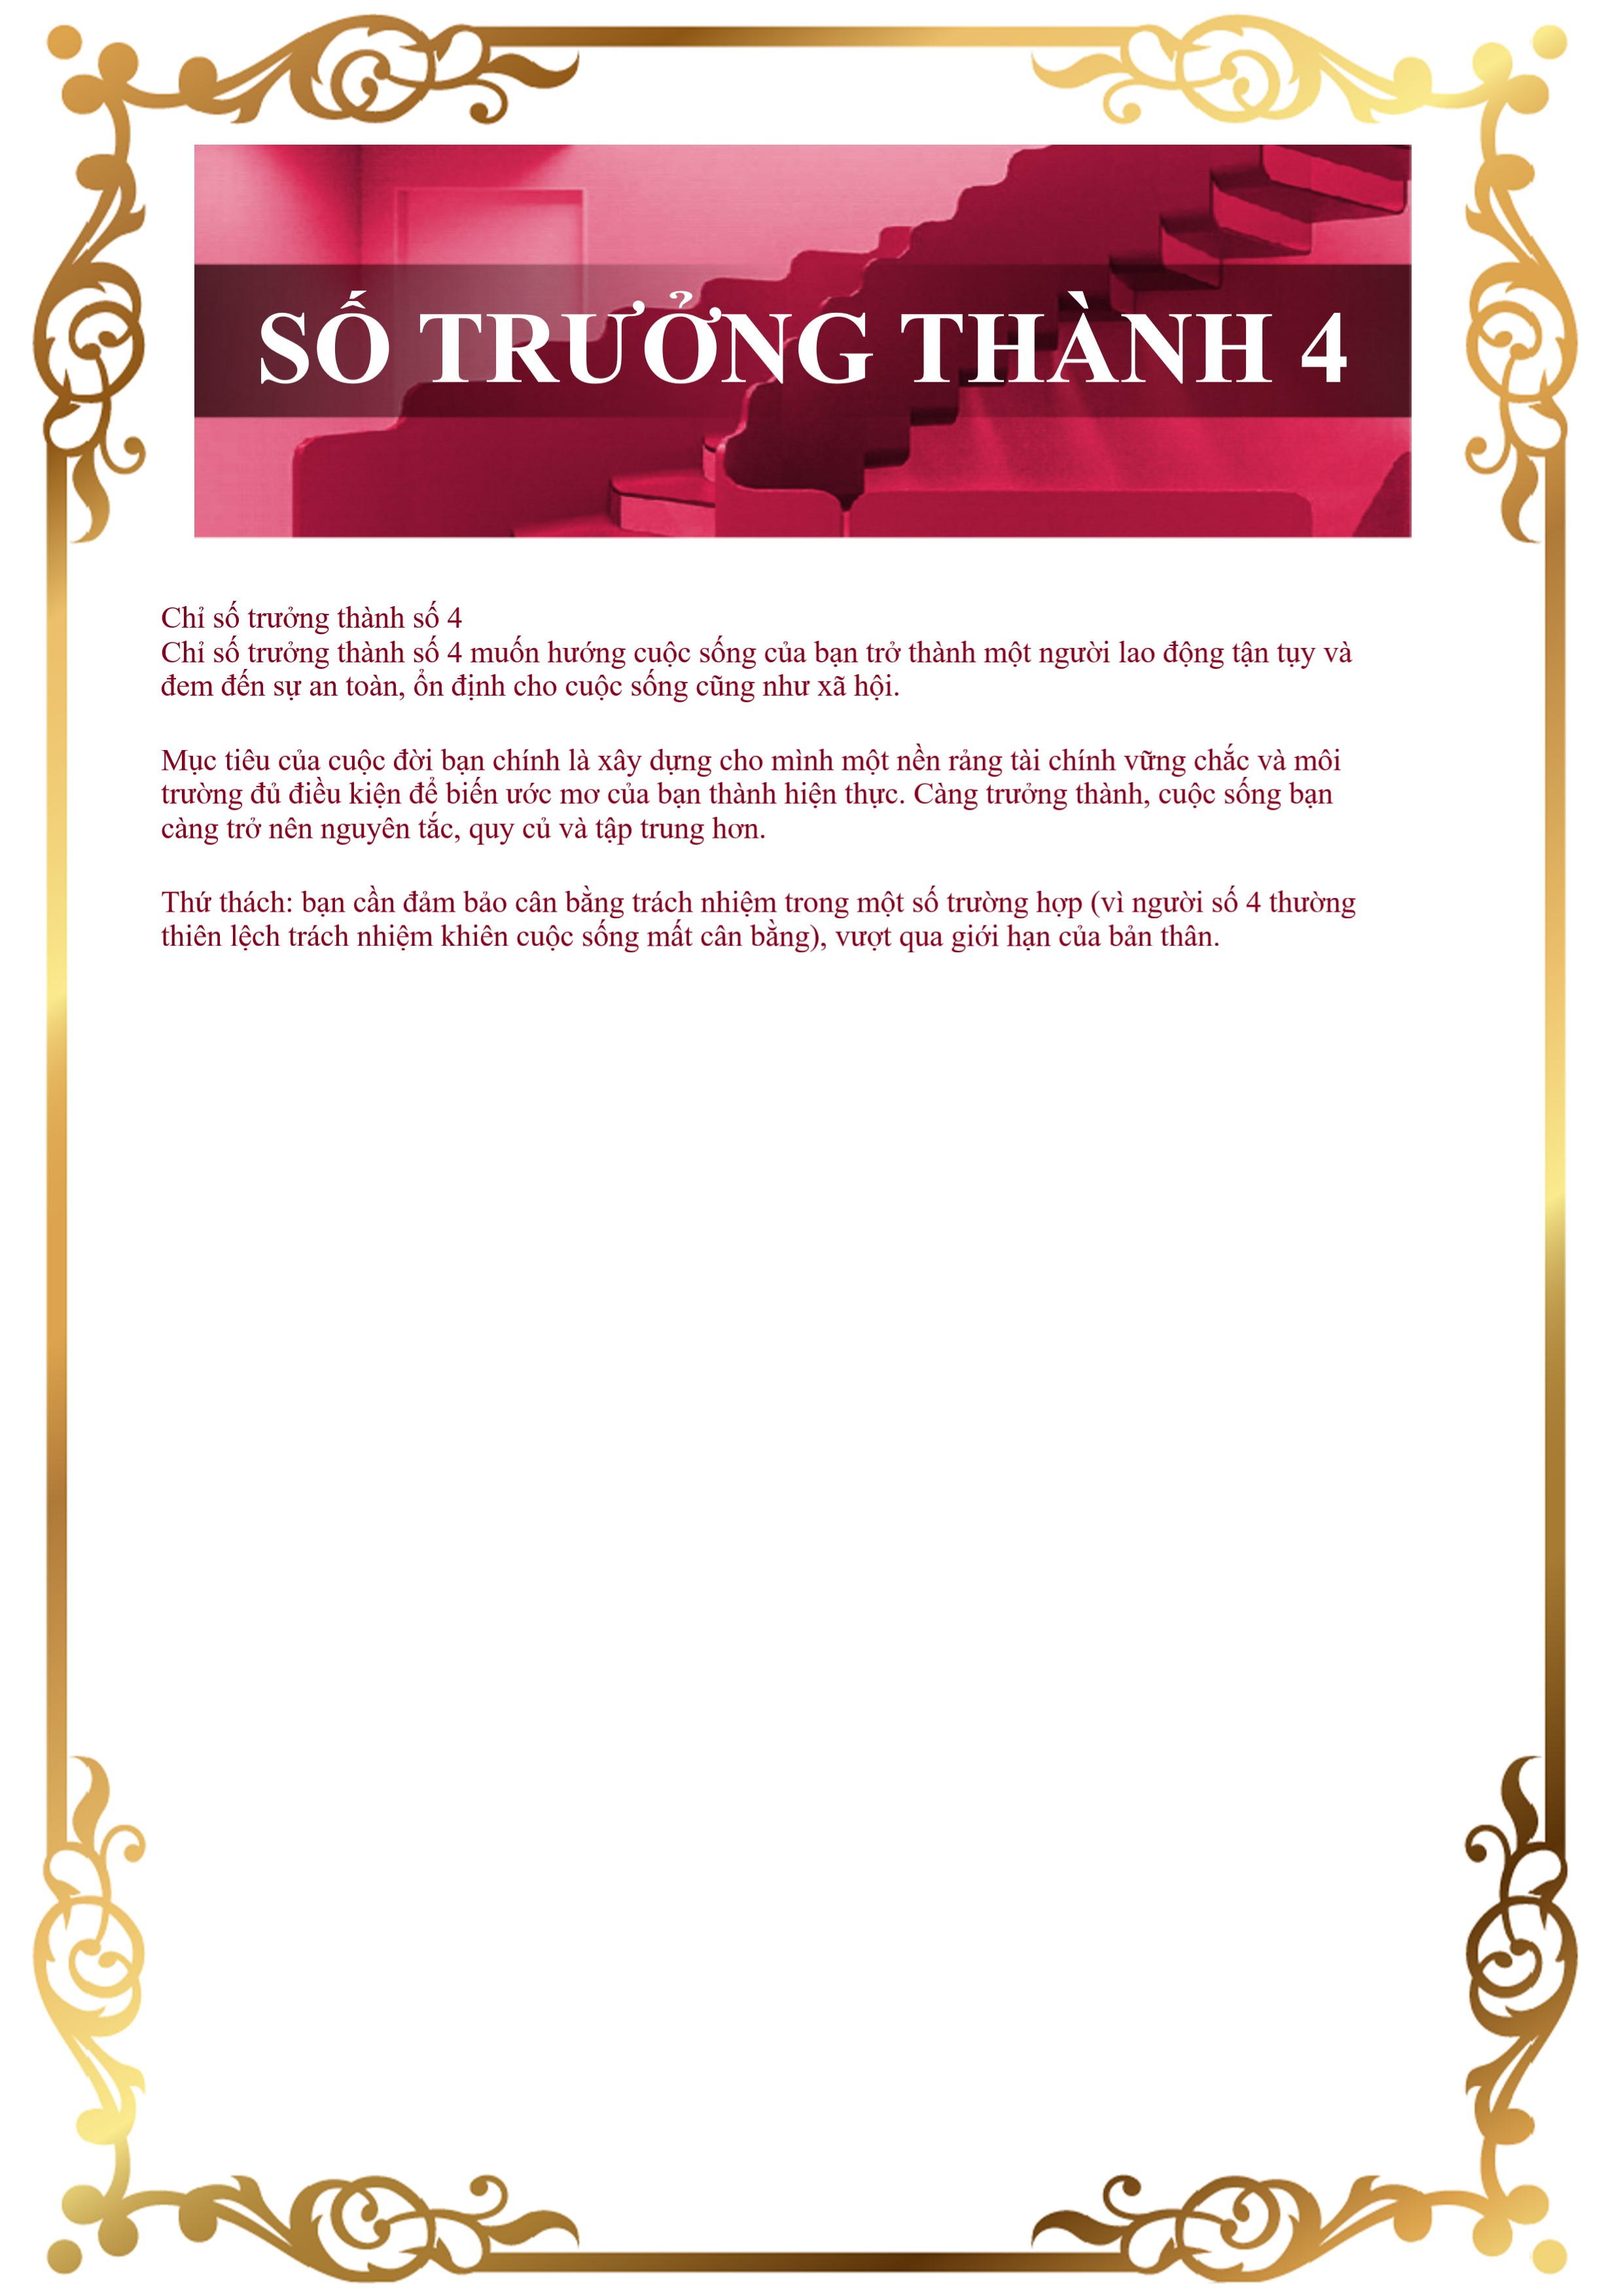 SỐ TRƯỞNG THÀNH 4
Chỉ số trưởng thành số 4
Chỉ số trưởng thành số 4 muốn hướng cuộc sống của bạn trở thành một người lao động tận tụy và
đem đến sự an toàn, ổn định cho cuộc sống cũng như xã hội.
Mục tiêu của cuộc đời bạn chính là xây dựng cho mình một nền rảng tài chính vững chắc và môi
trường đủ điều kiện để biến ước mơ của bạn thành hiện thực. Càng trưởng thành, cuộc sống bạn
càng trở nên nguyên tắc, quy củ và tập trung hơn.
Thứ thách: bạn cần đảm bảo cân bằng trách nhiệm trong một số trường hợp (vì người số 4 thường
thiên lệch trách nhiệm khiên cuộc sống mất cân bằng), vượt qua giới hạn của bản thân.